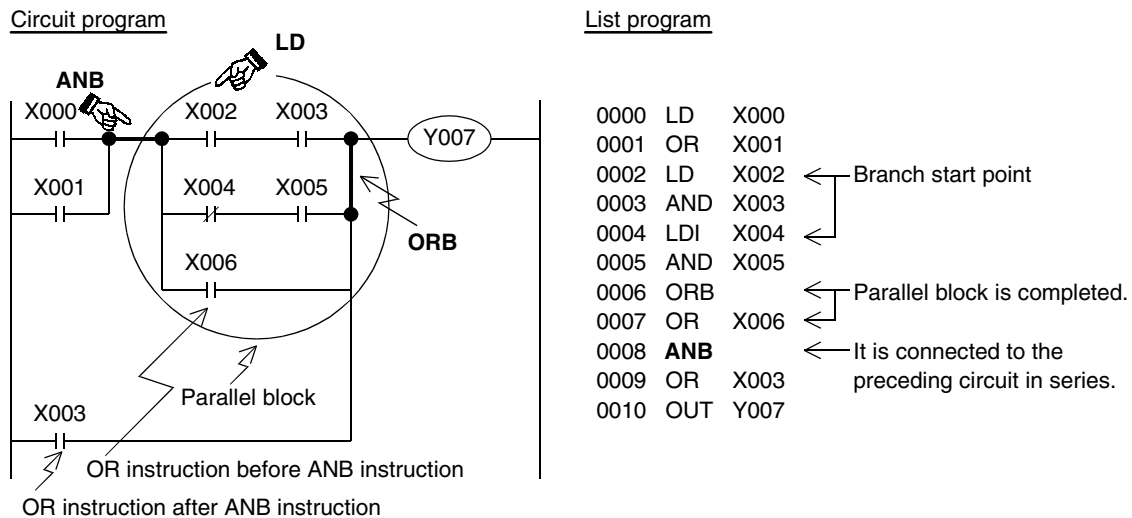 Circuit program
LD
ANB
X000
X002
X003
Y007
X001
X004
X005
ORB
X006
Parallel block
X003
OR instruction before ANB instruction
OR instruction after ANB instruction
List program
0000 LD X000
0001 OR X001
0002 LD X002 Branch start point
0003 AND X003
0004 LDI X004
0005 AND X005
0006 ORB Parallel block is completed.
0007 OR X006
0008 ANB It is connected to the
0009 OR X003 preceding circuit in series.
0010 OUT Y007